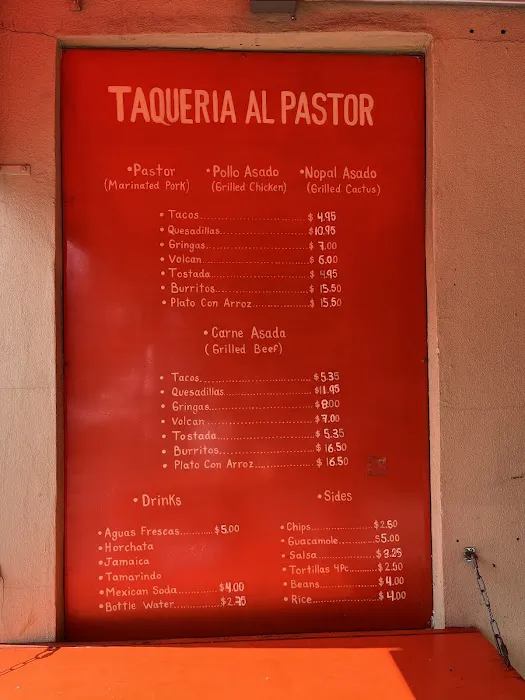 TAQUERIA AL PASTOR
•Pastor •Pollo Asado •Nopal Asado
(Marinated Pork) (Grilled Chicken) (Grilled Cactus)
• Tacos.............................$ 4.95
• Quesadillas.......................$10.95
• Gringas...........................$ 7.00
• Volcan............................$ 6.00
• Tostada...........................$ 4.95
• Burritos..........................$ 15.50
• Plato Con Arroz...................$ 15.50
• Carne Asada
(Grilled Beef)
• Tacos.............................$5.35
• Quesadillas.......................$11.95
• Gringas...........................$8.00
• Volcan............................$7.00
• Tostada...........................$ 5.35
• Burritos..........................$ 16.50
• Plato Con Arroz...................$ 16.50
• Drinks
• Aguas Frescas...........$5.00
• Horchata
• Jamaica
• Tamarindo
• Mexican Soda............$4.00
• Bottle Water............$2.75
• Sides
• Chips...................$2.60
• Guacamole...............$5.00
• Salsa...................$3.25
• Tortillas 4Pc...........$2.50
• Beans...................$4.00
• Rice....................$4.00